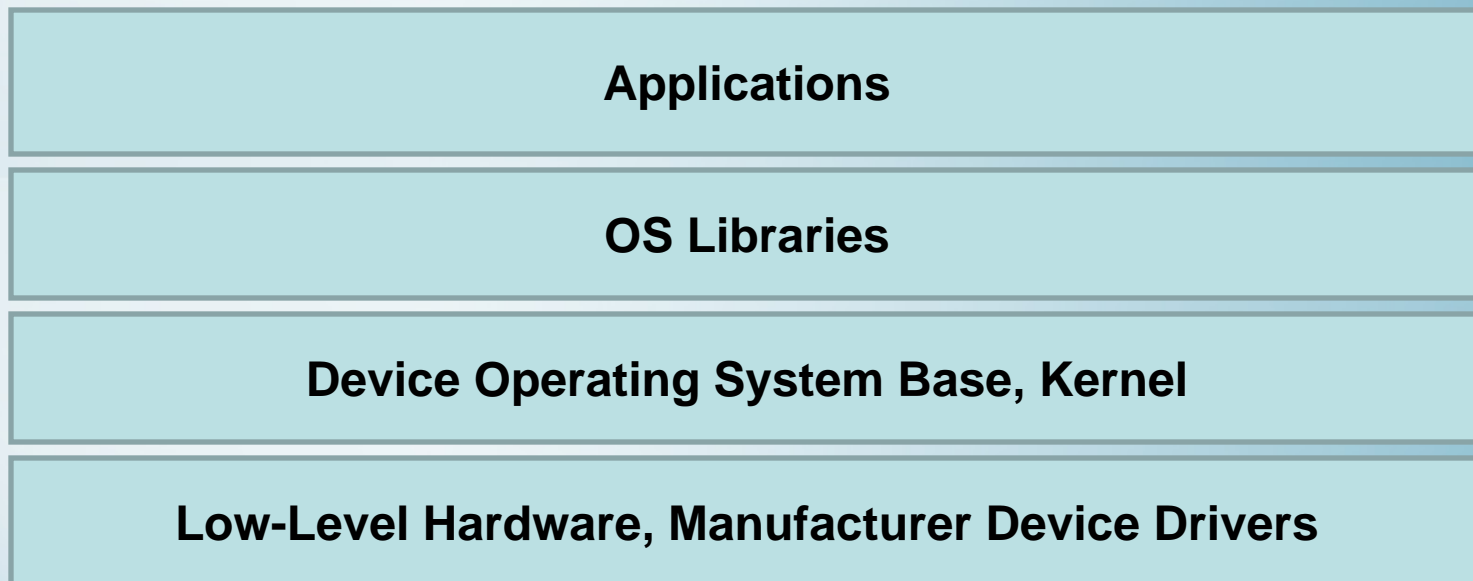 Applications
OS Libraries
Device Operating System Base, Kernel
Low-Level Hardware, Manufacturer Device Drivers